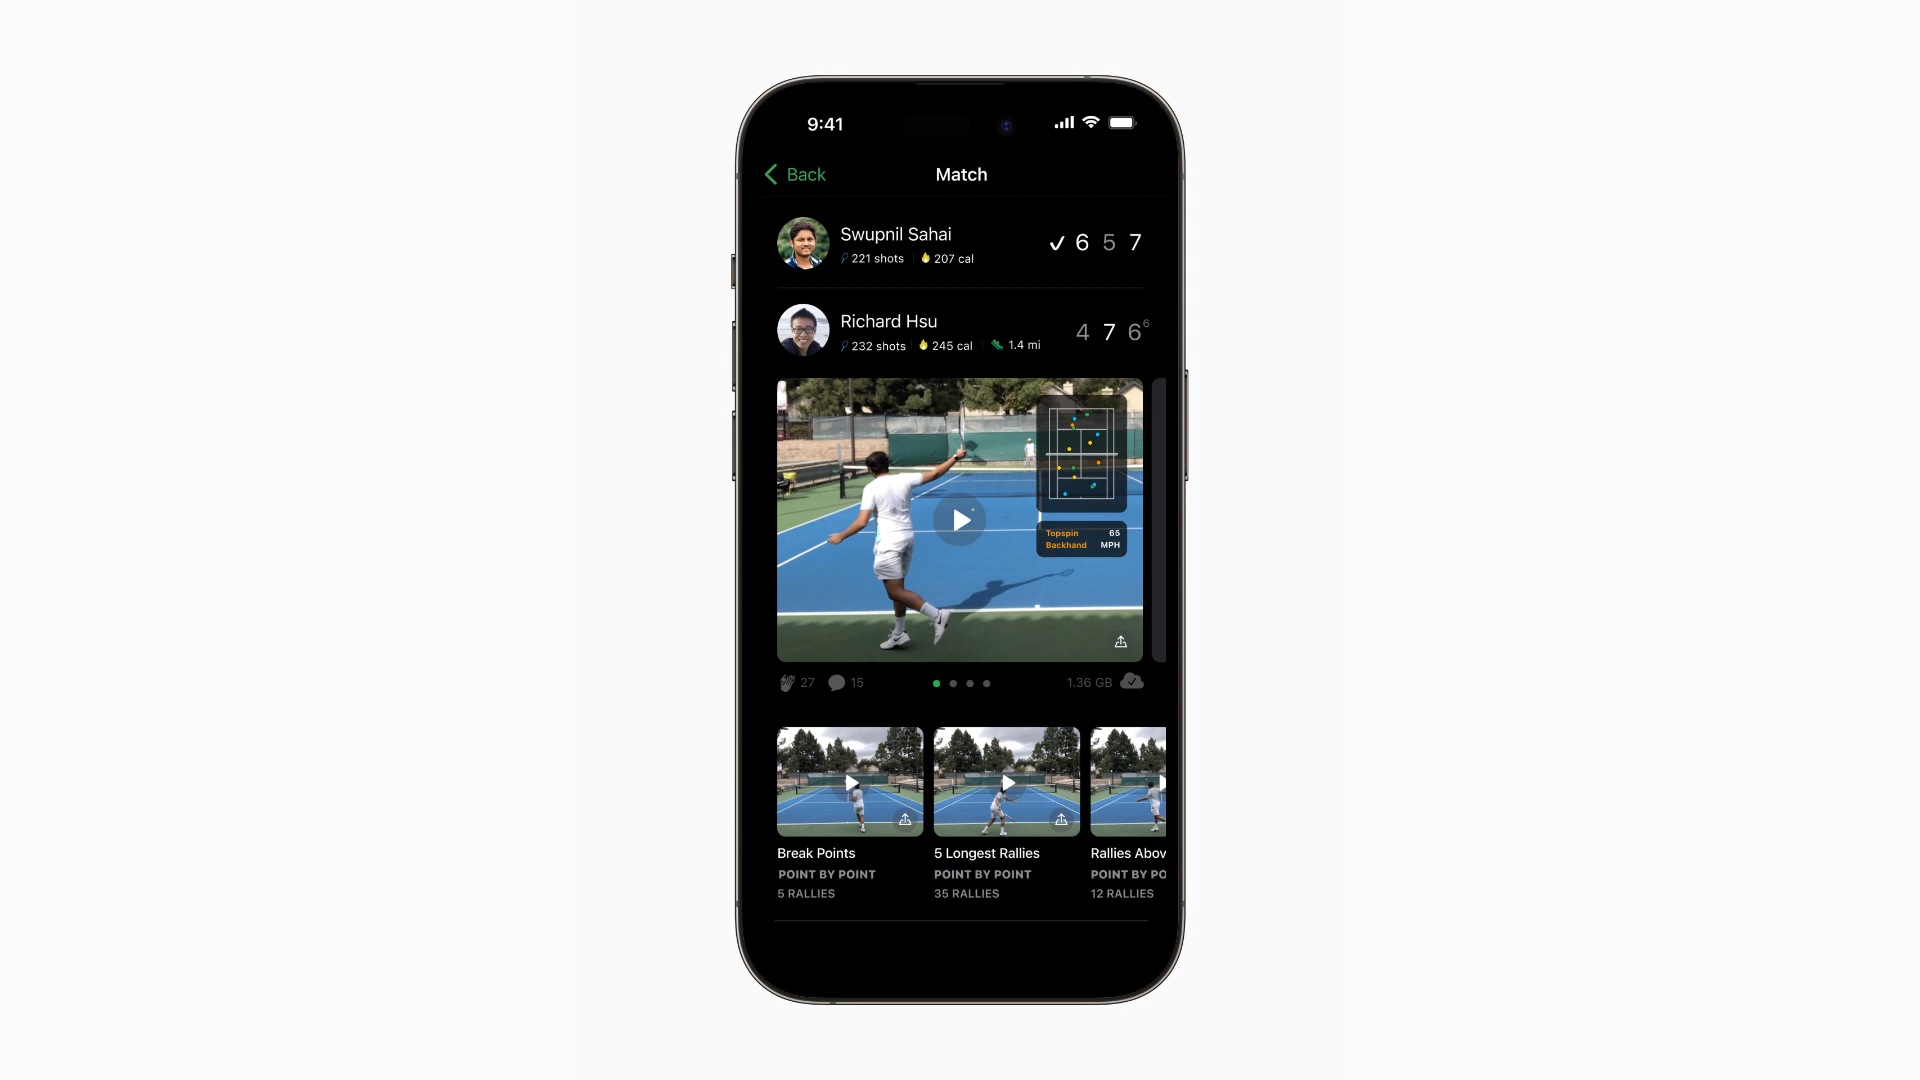 9:41
Back
Match
Swupnil Sahai
6 5 7
221 shots 207 cal
Richard Hsu
4 7 6 6
232 shots 245 cal 1.4 mi
Topspin 65
Backhand MPH
27 15
1.36 GB
Break Points
POINT BY POINT
5 RALLIES
5 Longest Rallies
POINT BY POINT
35 RALLIES
Rallies Abov
POINT BY PO
12 RALLIES